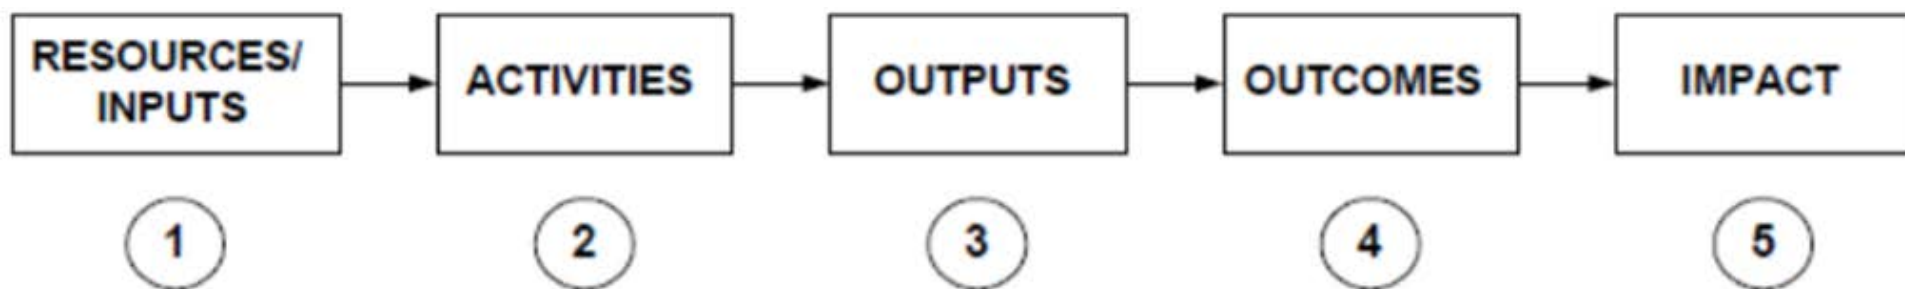 RESOURCES/
INPUTS
ACTIVITIES
OUTPUTS
OUTCOMES
IMPACT
1
2
3
4
5